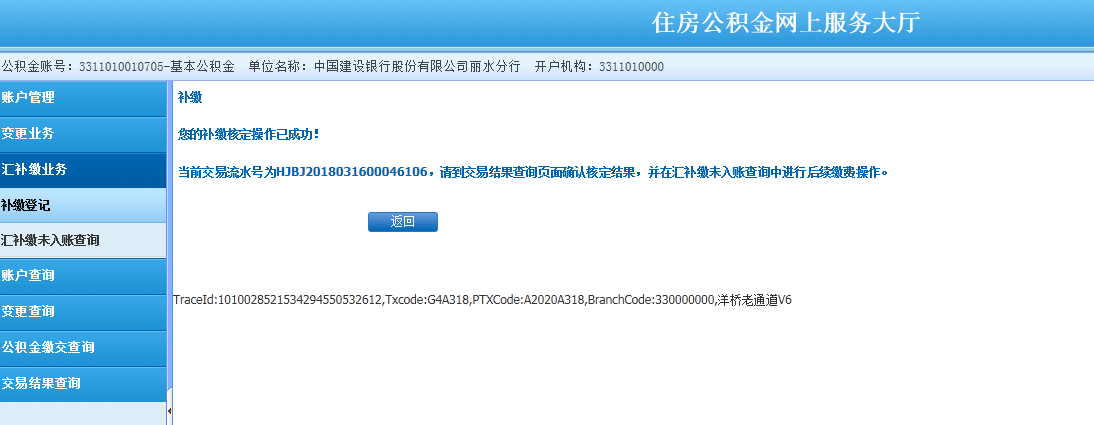 住房公积金网上服务大厅
公积金账号：3311010010705-基本公积金 单位名称：中国建设银行股份有限公司丽水分行 开户机构：3311010000
账户管理
变更业务
汇补缴业务
补缴登记
汇补缴未入账查询
账户查询
变更查询
公积金缴交查询
交易结果查询
补缴
您的补缴核定操作已成功！
当前交易流水号为HJBJ2018031600046106，请到交易结果查询页面确认核定结果，并在汇补缴未入账查询中进行后续缴费操作。
返回
TraceId:1010028521534294550532612,Txcode:G4A318,PTXCode:A2020A318,BranchCode:330000000,洋桥老通道V6